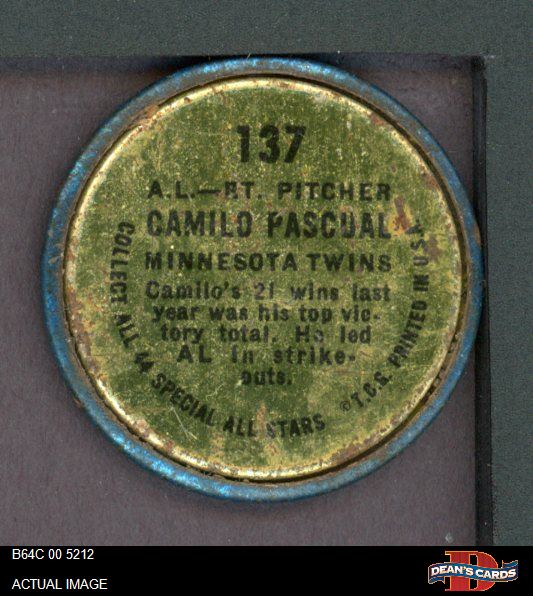 137
A.L.—RT. PITCHER
CAMILO PASCUAL
MINNESOTA TWINS
Camilo's 21 wins last
year was his top vic-
tory total. He led
AL in strike-
outs.
COLLECT ALL 44 SPECIAL ALL STARS
©T.C.G. PRINTED IN U.S.A.
B64C 00 5212
ACTUAL IMAGE
D
DEAN'S CARDS